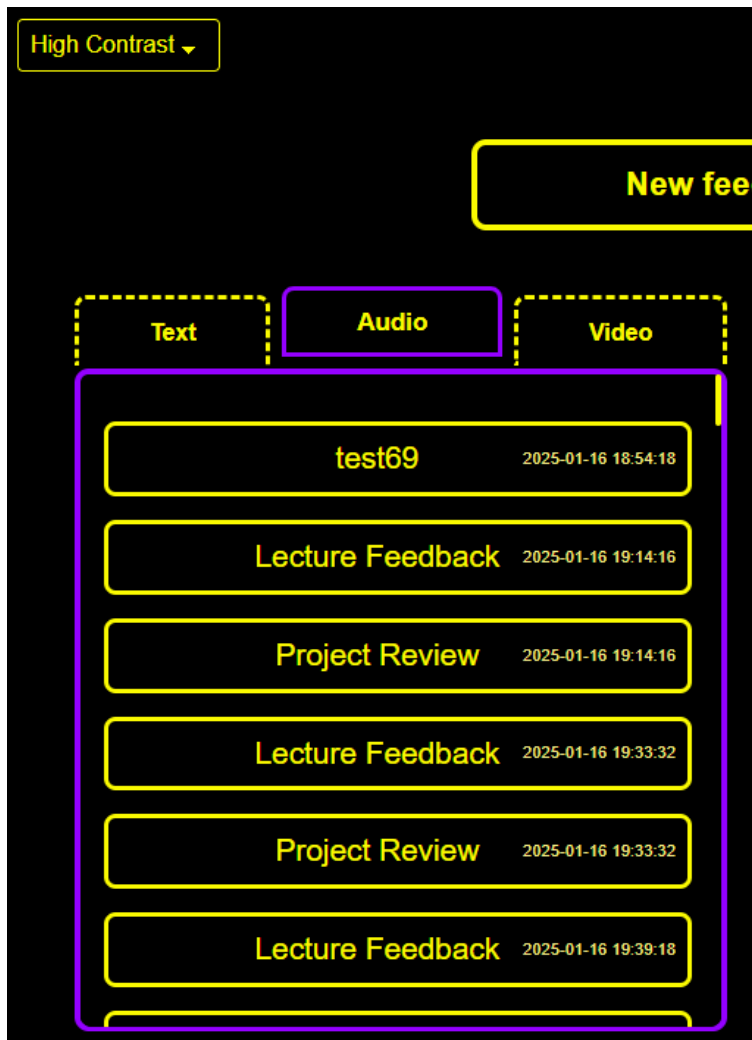 High Contrast
New fee
Text Audio Video
test69 2025-01-16 18:54:18
Lecture Feedback 2025-01-16 19:14:16
Project Review 2025-01-16 19:14:16
Lecture Feedback 2025-01-16 19:33:32
Project Review 2025-01-16 19:33:32
Lecture Feedback 2025-01-16 19:39:18